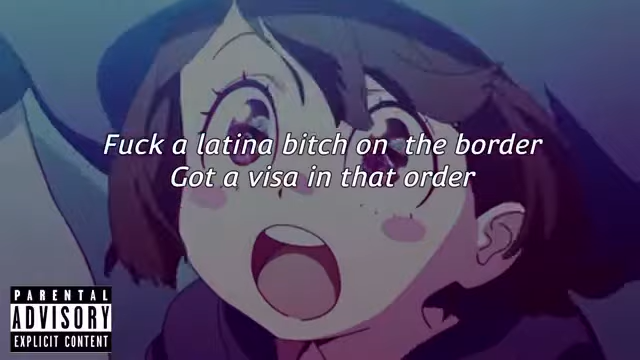 Fuck a latina bitch on the border
Got a visa in that order
PARENTAL
ADVISORY
EXPLICIT CONTENT